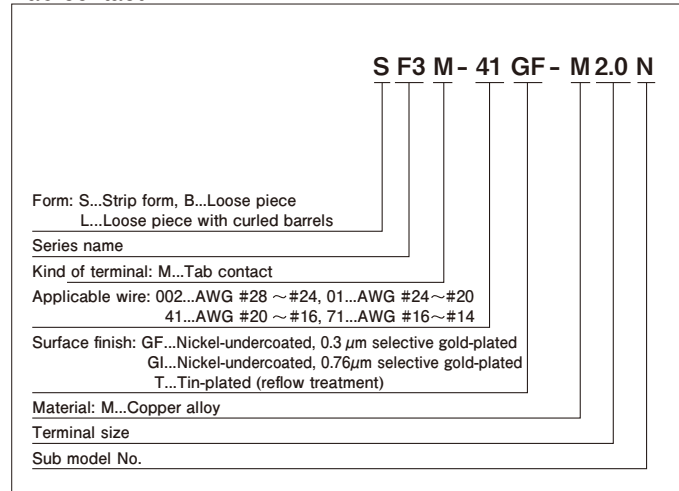 S F3 M - 41 GF - M 2.0 N
Form: S...Strip form, B...Loose piece
L...Loose piece with curled barrels
Series name
Kind of terminal: M...Tab contact
Applicable wire: 002...AWG #28 ～#24, 01...AWG #24～#20
41...AWG #20 ～#16, 71...AWG #16～#14
Surface finish: GF...Nickel-undercoated, 0.3 μm selective gold-plated
GI...Nickel-undercoated, 0.76μm selective gold-plated
T...Tin-plated (reflow treatment)
Material: M...Copper alloy
Terminal size
Sub model No.